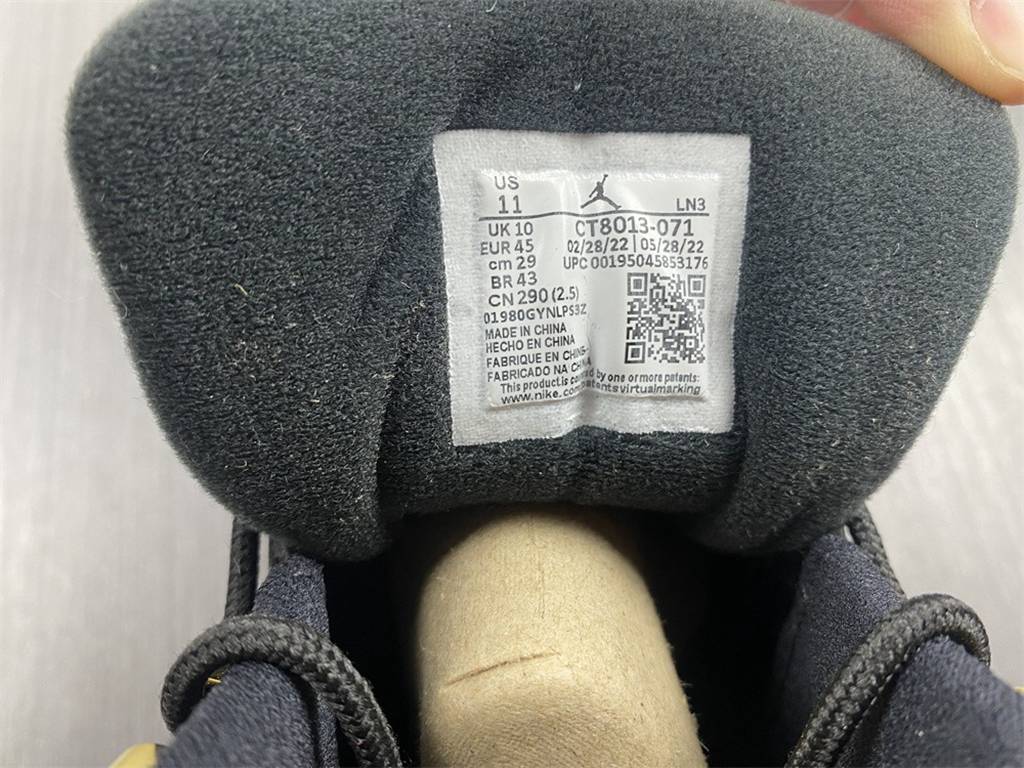 US
11
LN3
UK 10
CT8013-071
EUR 45
02/28/22 | 05/28/22
cm 29
UPC 00195045853176
BR 43
CN 290 (2.5)
01980GYNLPS3Z
MADE IN CHINA
HECHO EN CHINA
FABRIQUE EN CHINE
FABRICADO NA CHINA
This product is by one or more patents:
www.nike.com/patentsvirtualmarking